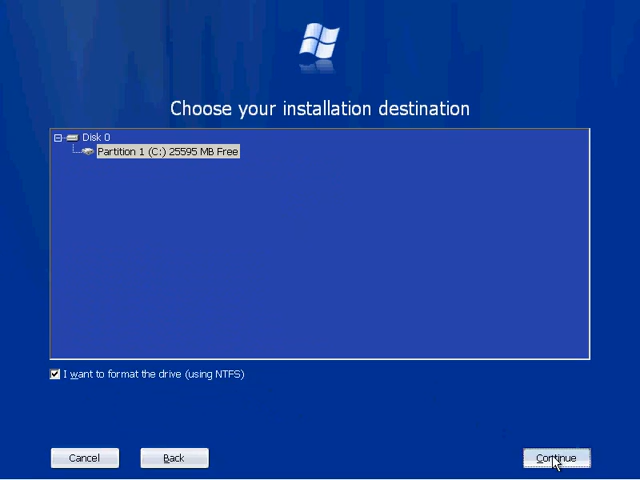 Choose your installation destination
Disk 0
Partition 1 (C:) 25595 MB Free
I want to format the drive (using NTFS)
Cancel
Back
Continue